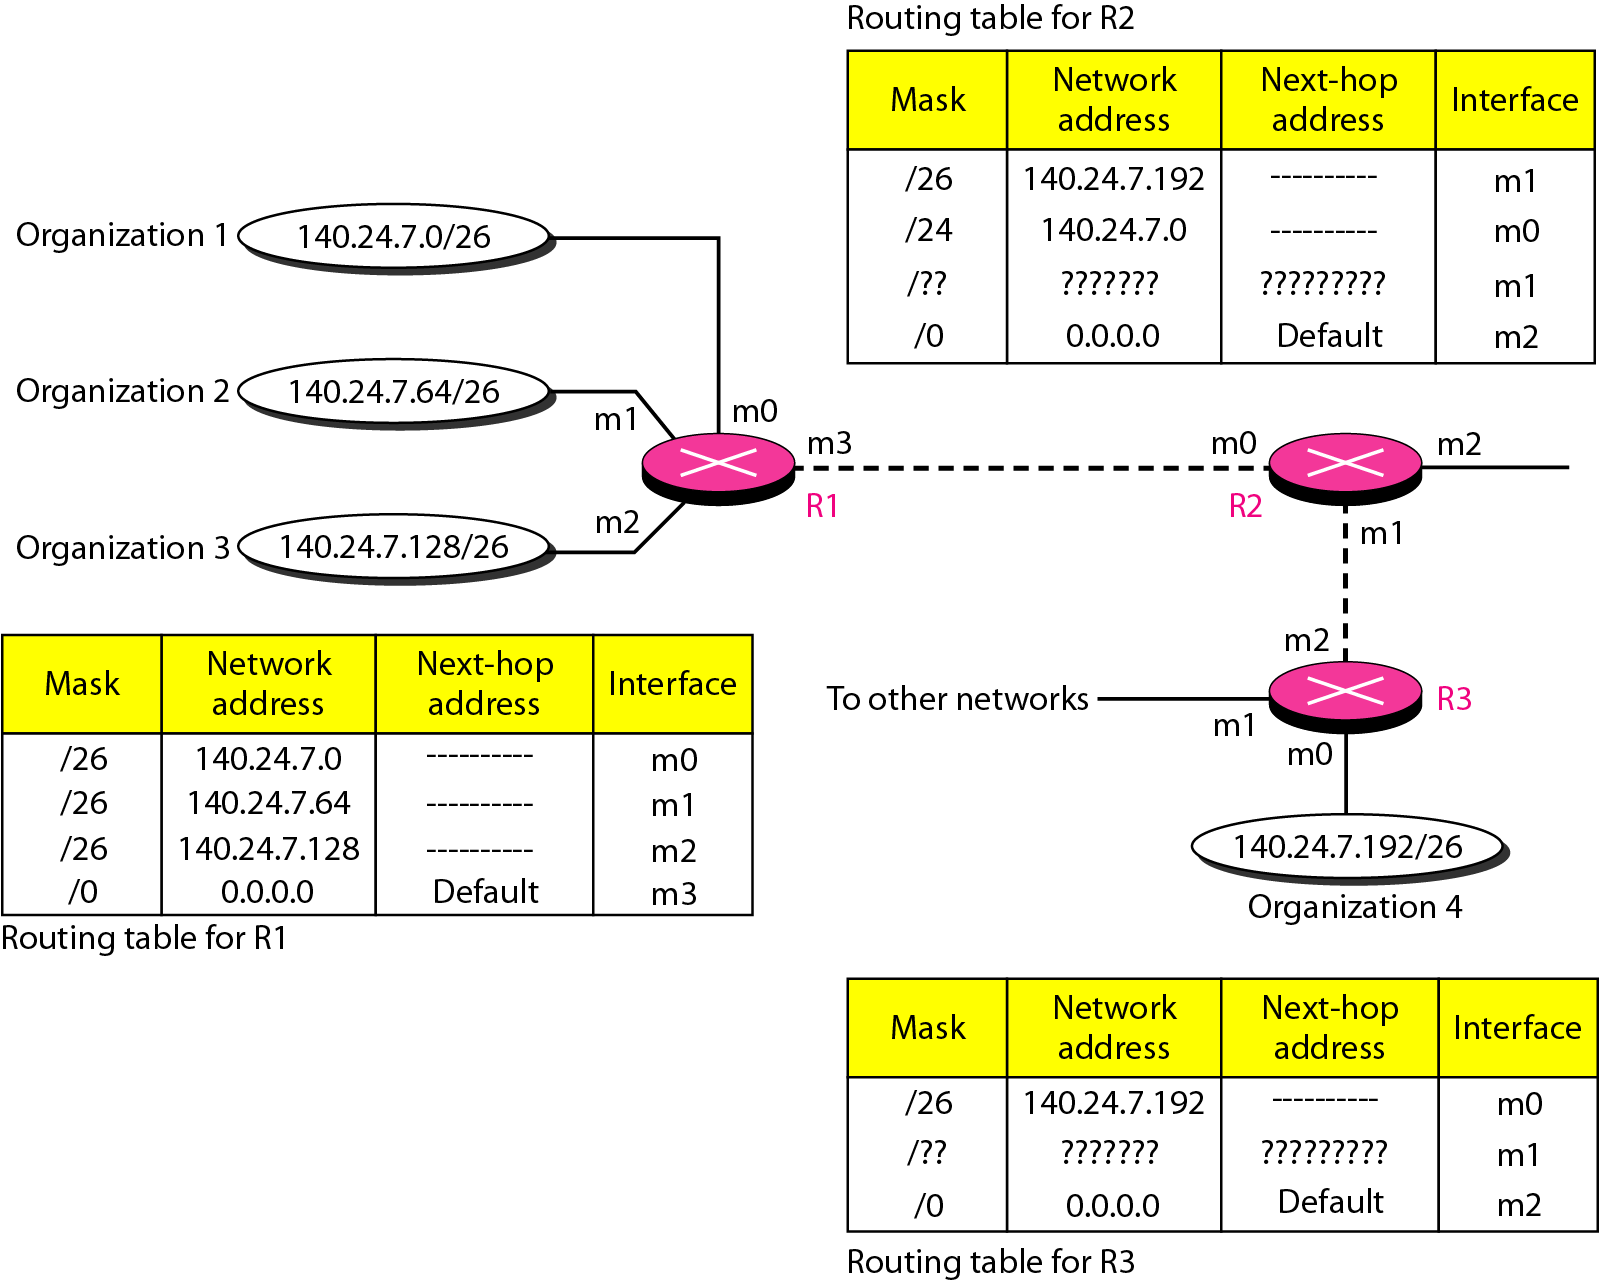 Routing table for R2
Mask Network address Next-hop address Interface
/26 140.24.7.192 ---------- m1
/24 140.24.7.0 ---------- m0
/?? ??????? ????????? m1
/0 0.0.0.0 Default m2
Organization 1 140.24.7.0/26
Organization 2 140.24.7.64/26
Organization 3 140.24.7.128/26
m0
m1
m2
m3
R1
m0
m2
R2
m1
m2
To other networks
R3
m1
m0
140.24.7.192/26
Organization 4
Mask Network address Next-hop address Interface
/26 140.24.7.0 ---------- m0
/26 140.24.7.64 ---------- m1
/26 140.24.7.128 ---------- m2
/0 0.0.0.0 Default m3
Routing table for R1
Mask Network address Next-hop address Interface
/26 140.24.7.192 ---------- m0
/?? ??????? ????????? m1
/0 0.0.0.0 Default m2
Routing table for R3